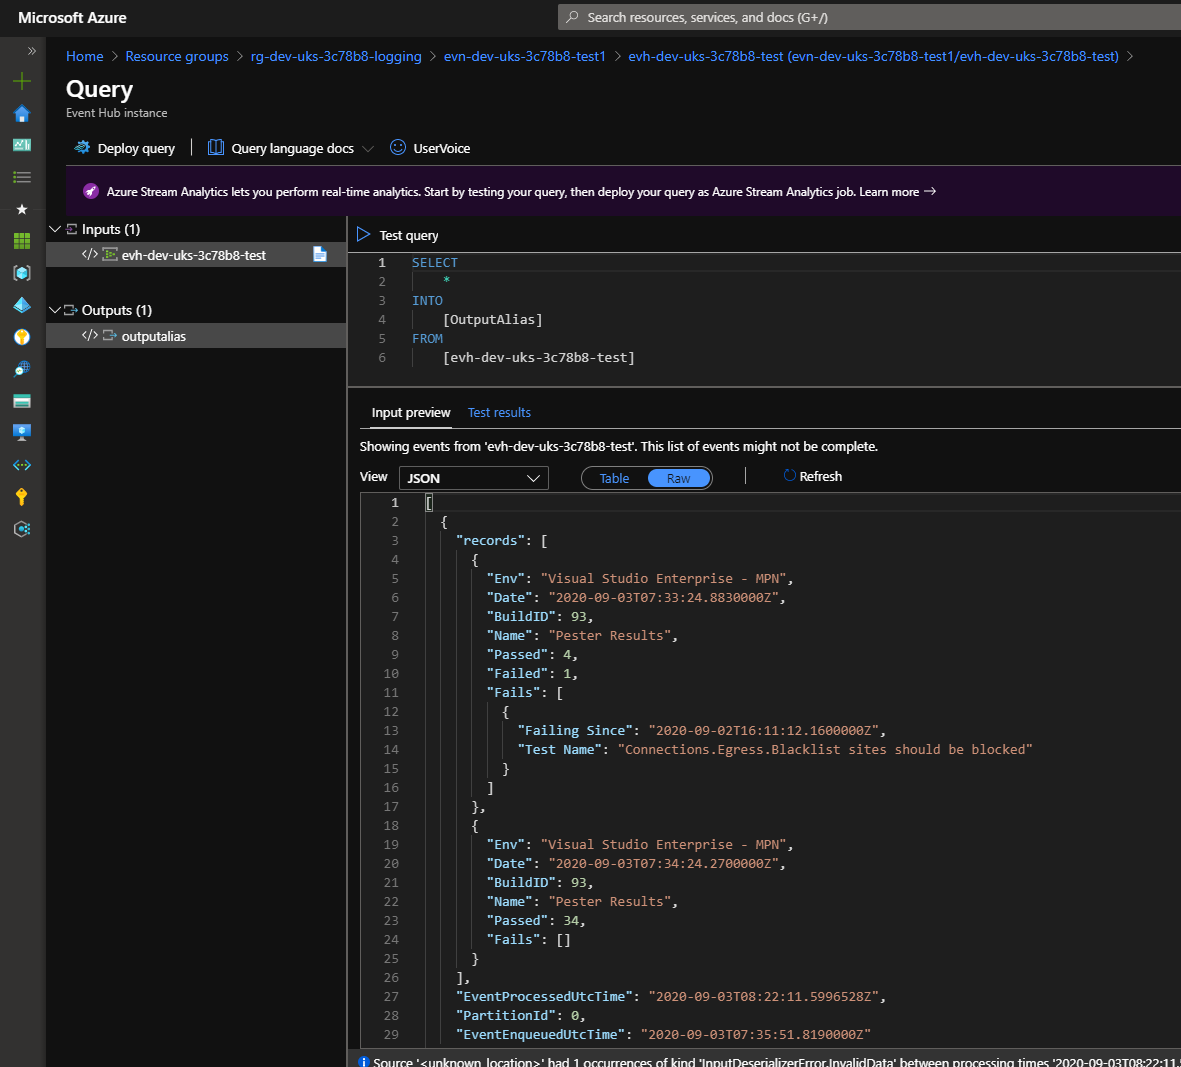 Microsoft Azure
Search resources, services, and docs (G+/)
Home > Resource groups > rg-dev-uks-3c78b8-logging > evn-dev-uks-3c78b8-test1 > evh-dev-uks-3c78b8-test (evn-dev-uks-3c78b8-test1/evh-dev-uks-3c78b8-test) >
Query
Event Hub instance
Deploy query
Query language docs
UserVoice
Azure Stream Analytics lets you perform real-time analytics. Start by testing your query, then deploy your query as Azure Stream Analytics job. Learn more →
Inputs (1)
</> evh-dev-uks-3c78b8-test
Outputs (1)
</> outputalias
Test query
1 SELECT
2 *
3 INTO
4 [OutputAlias]
5 FROM
6 [evh-dev-uks-3c78b8-test]
Input preview
Test results
Showing events from 'evh-dev-uks-3c78b8-test'. This list of events might not be complete.
View
JSON
Table
Raw
Refresh
1 [
2 {
3 "records": [
4 {
5 "Env": "Visual Studio Enterprise - MPN",
6 "Date": "2020-09-03T07:33:24.8830000Z",
7 "BuildID": 93,
8 "Name": "Pester Results",
9 "Passed": 4,
10 "Failed": 1,
11 "Fails": [
12 {
13 "Failing Since": "2020-09-02T16:11:12.1600000Z",
14 "Test Name": "Connections.Egress.Blacklist sites should be blocked"
15 }
16 ]
17 },
18 {
19 "Env": "Visual Studio Enterprise - MPN",
20 "Date": "2020-09-03T07:34:24.2700000Z",
21 "BuildID": 93,
22 "Name": "Pester Results",
23 "Passed": 34,
24 "Fails": []
25 }
26 ],
27 "EventProcessedUtcTime": "2020-09-03T08:22:11.5996528Z",
28 "PartitionId": 0,
29 "EventEnqueuedUtcTime": "2020-09-03T07:35:51.8190000Z"
Source '<unknown_location>' had 1 occurrences of kind 'InputDeserializerError.InvalidData' between processing times '2020-09-03T08:22:11.